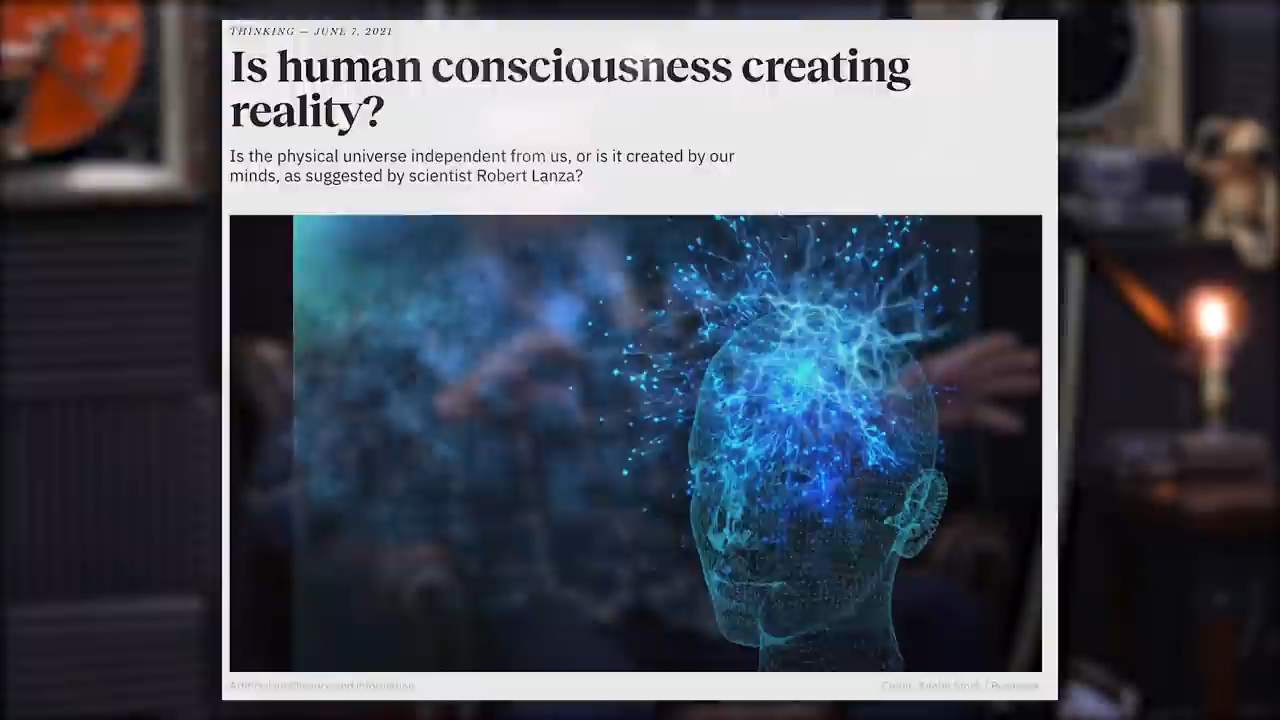 THINKING — JUNE 7, 2021
Is human consciousness creating
reality?
Is the physical universe independent from us, or is it created by our
minds, as suggested by scientist Robert Lanza?